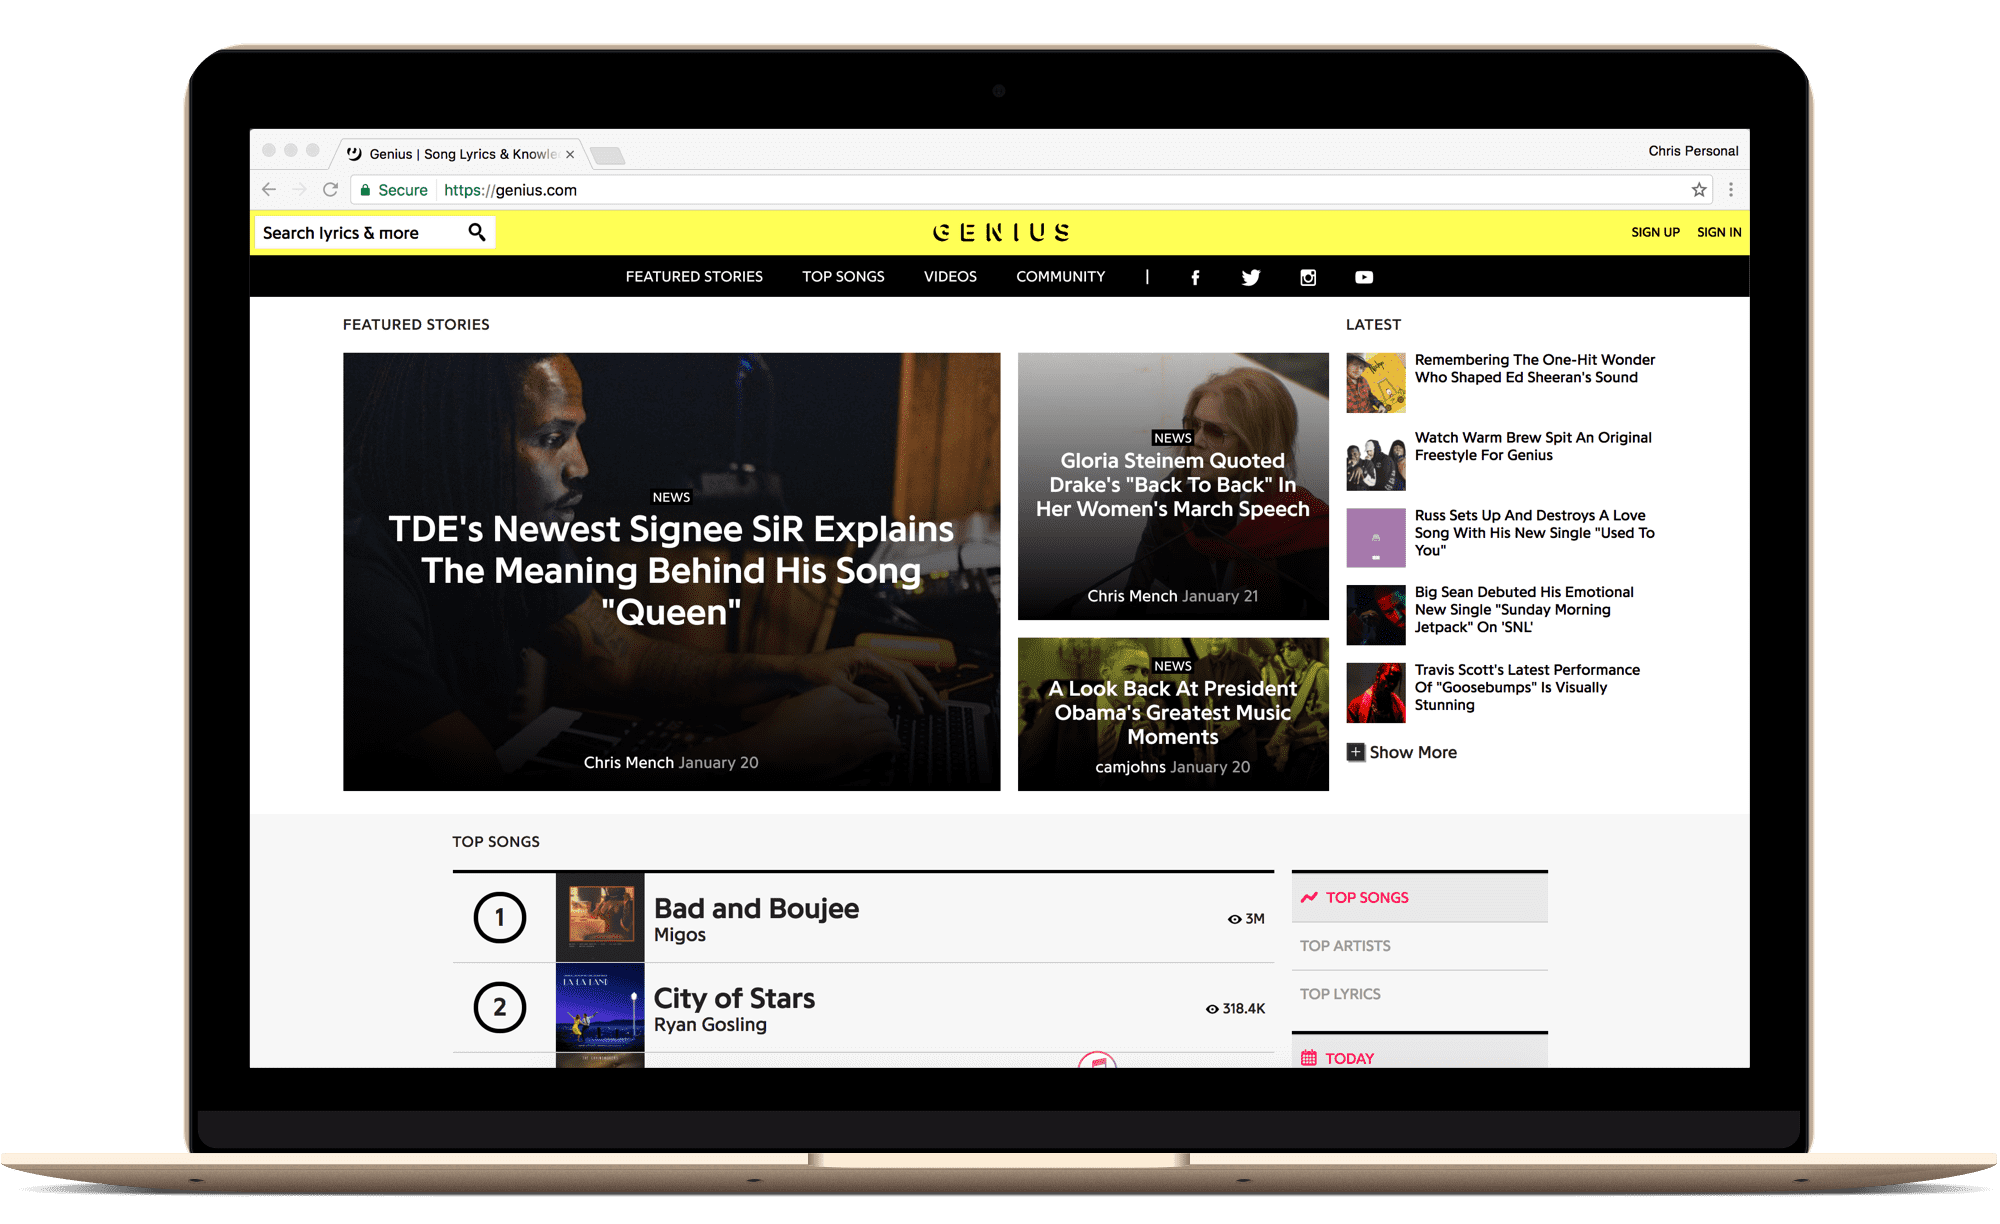 Genius | Song Lyrics & Knowle
Chris Personal
Secure
https://genius.com
Search lyrics & more
GENIUS
SIGN UP
SIGN IN
FEATURED STORIES
TOP SONGS
VIDEOS
COMMUNITY
FEATURED STORIES
NEWS
TDE's Newest Signee SiR Explains
The Meaning Behind His Song
"Queen"
Chris Mench January 20
NEWS
Gloria Steinem Quoted
Drake's "Back To Back" In
Her Women's March Speech
Chris Mench January 21
NEWS
A Look Back At President
Obama's Greatest Music
Moments
camjohns January 20
LATEST
Remembering The One-Hit Wonder
Who Shaped Ed Sheeran's Sound
Watch Warm Brew Spit An Original
Freestyle For Genius
Russ Sets Up And Destroys A Love
Song With His New Single "Used To
You"
Big Sean Debuted His Emotional
New Single "Sunday Morning
Jetpack" On 'SNL'
Travis Scott's Latest Performance
Of "Goosebumps" Is Visually
Stunning
Show More
TOP SONGS
1
Bad and Boujee
Migos
3M
2
LA LA LAND
City of Stars
Ryan Gosling
318.4K
TOP SONGS
TOP ARTISTS
TOP LYRICS
TODAY